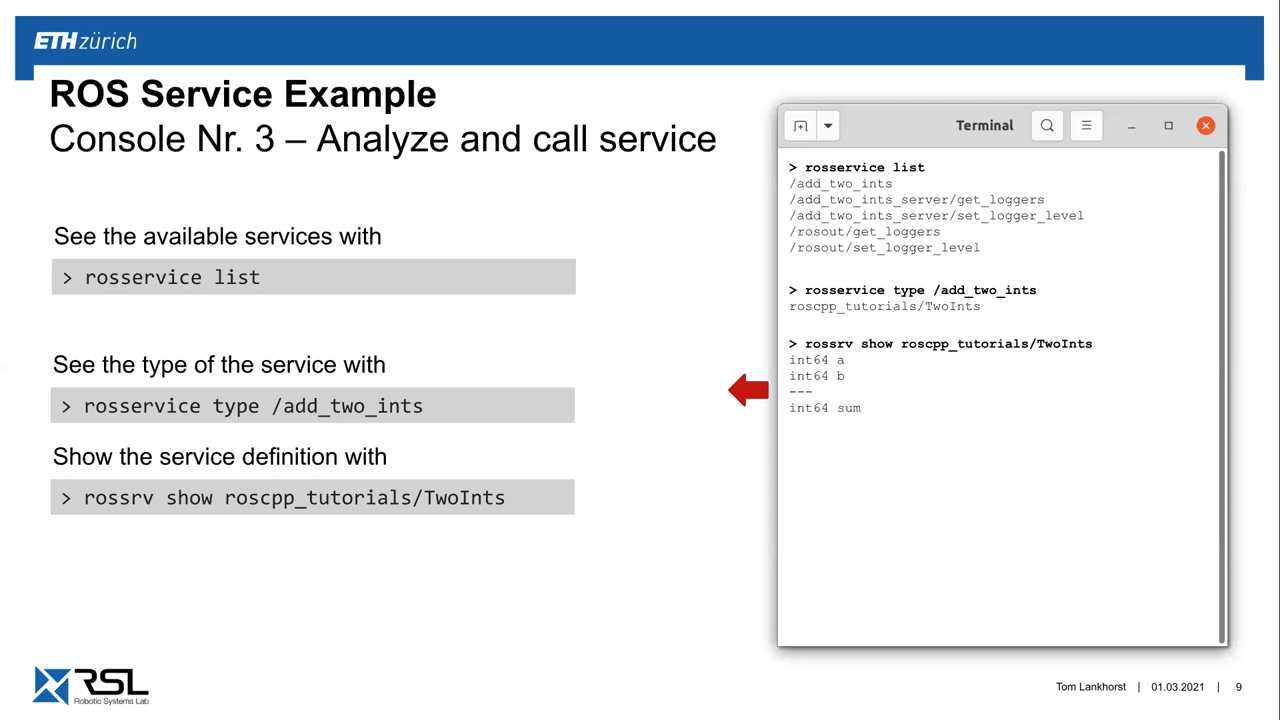 ETH zürich
ROS Service Example
Console Nr. 3 – Analyze and call service
See the available services with
> rosservice list
See the type of the service with
> rosservice type /add_two_ints
Show the service definition with
> rossrv show roscpp_tutorials/TwoInts
Terminal
> rosservice list
/add_two_ints
/add_two_ints_server/get_loggers
/add_two_ints_server/set_logger_level
/rosout/get_loggers
/rosout/set_logger_level
> rosservice type /add_two_ints
roscpp_tutorials/TwoInts
> rossrv show roscpp_tutorials/TwoInts
int64 a
int64 b
---
int64 sum
RSL
Robotic Systems Lab
Tom Lankhorst | 01.03.2021 | 9